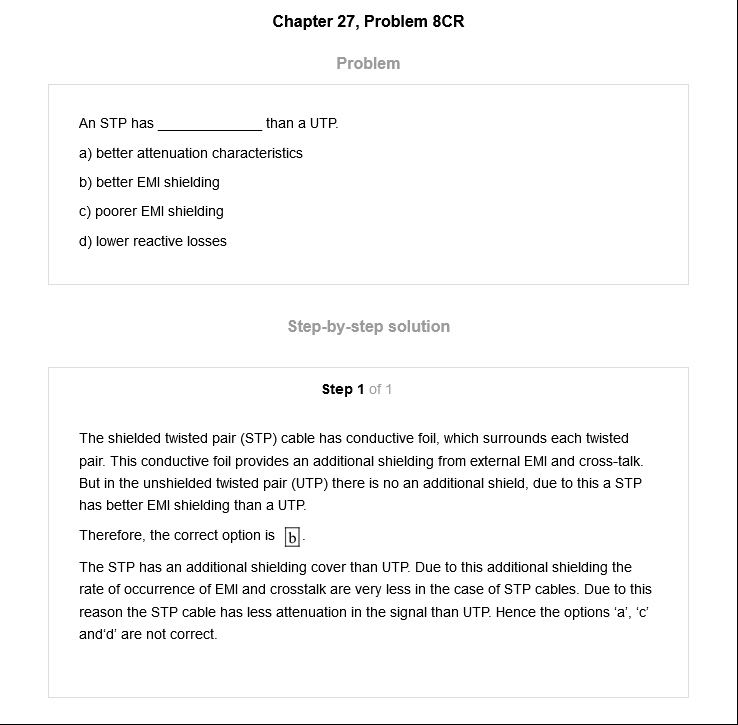 Chapter 27, Problem 8CR
Problem
An STP has _____________ than a UTP.
a) better attenuation characteristics
b) better EMI shielding
c) poorer EMI shielding
d) lower reactive losses
Step-by-step solution
Step 1 of 1
The shielded twisted pair (STP) cable has conductive foil, which surrounds each twisted
pair. This conductive foil provides an additional shielding from external EMI and cross-talk.
But in the unshielded twisted pair (UTP) there is no an additional shield, due to this a STP
has better EMI shielding than a UTP.
Therefore, the correct option is b.
The STP has an additional shielding cover than UTP. Due to this additional shielding the
rate of occurrence of EMI and crosstalk are very less in the case of STP cables. Due to this
reason the STP cable has less attenuation in the signal than UTP. Hence the options ‘a’, ‘c’
and‘d’ are not correct.